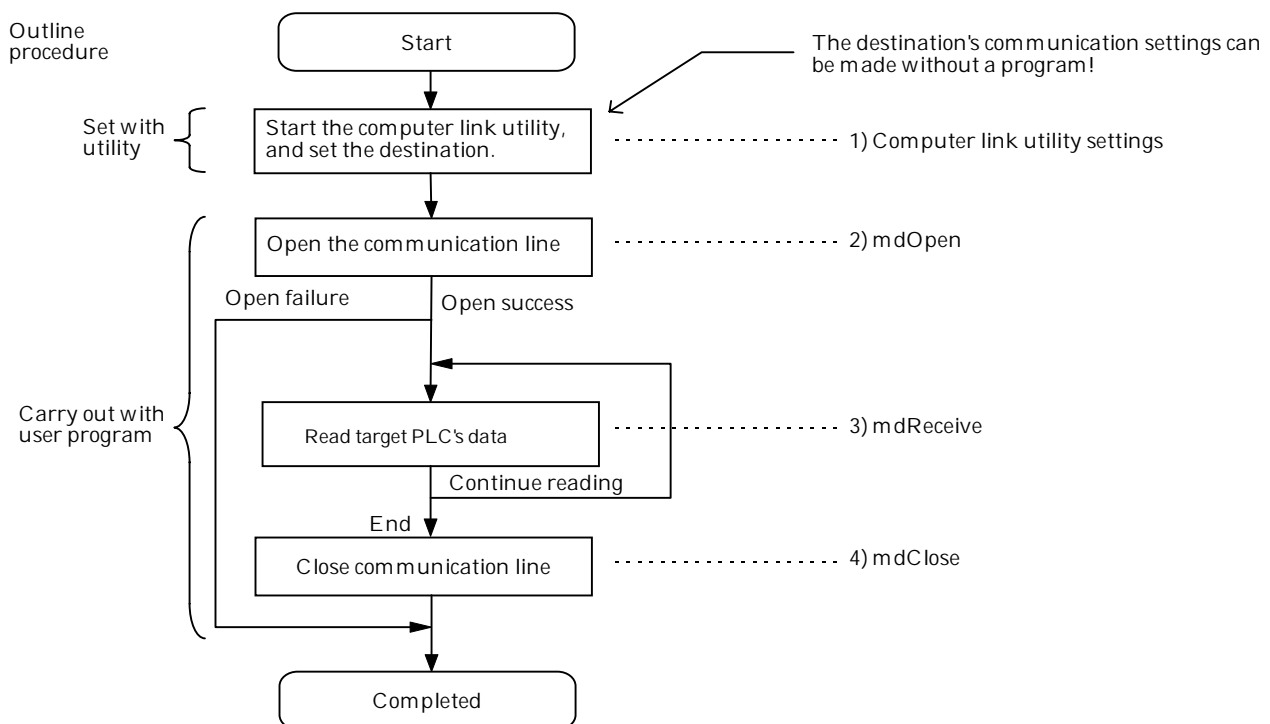 Outline
procedure
Start
The destination's communication settings can
be made without a program!
Set with
utility
Start the computer link utility,
and set the destination.
1) Computer link utility settings
Open the communication line
2) mdOpen
Open failure
Open success
Carry out with
user program
Read target PLC's data
3) mdReceive
Continue reading
End
Close communication line
4) mdClose
Completed